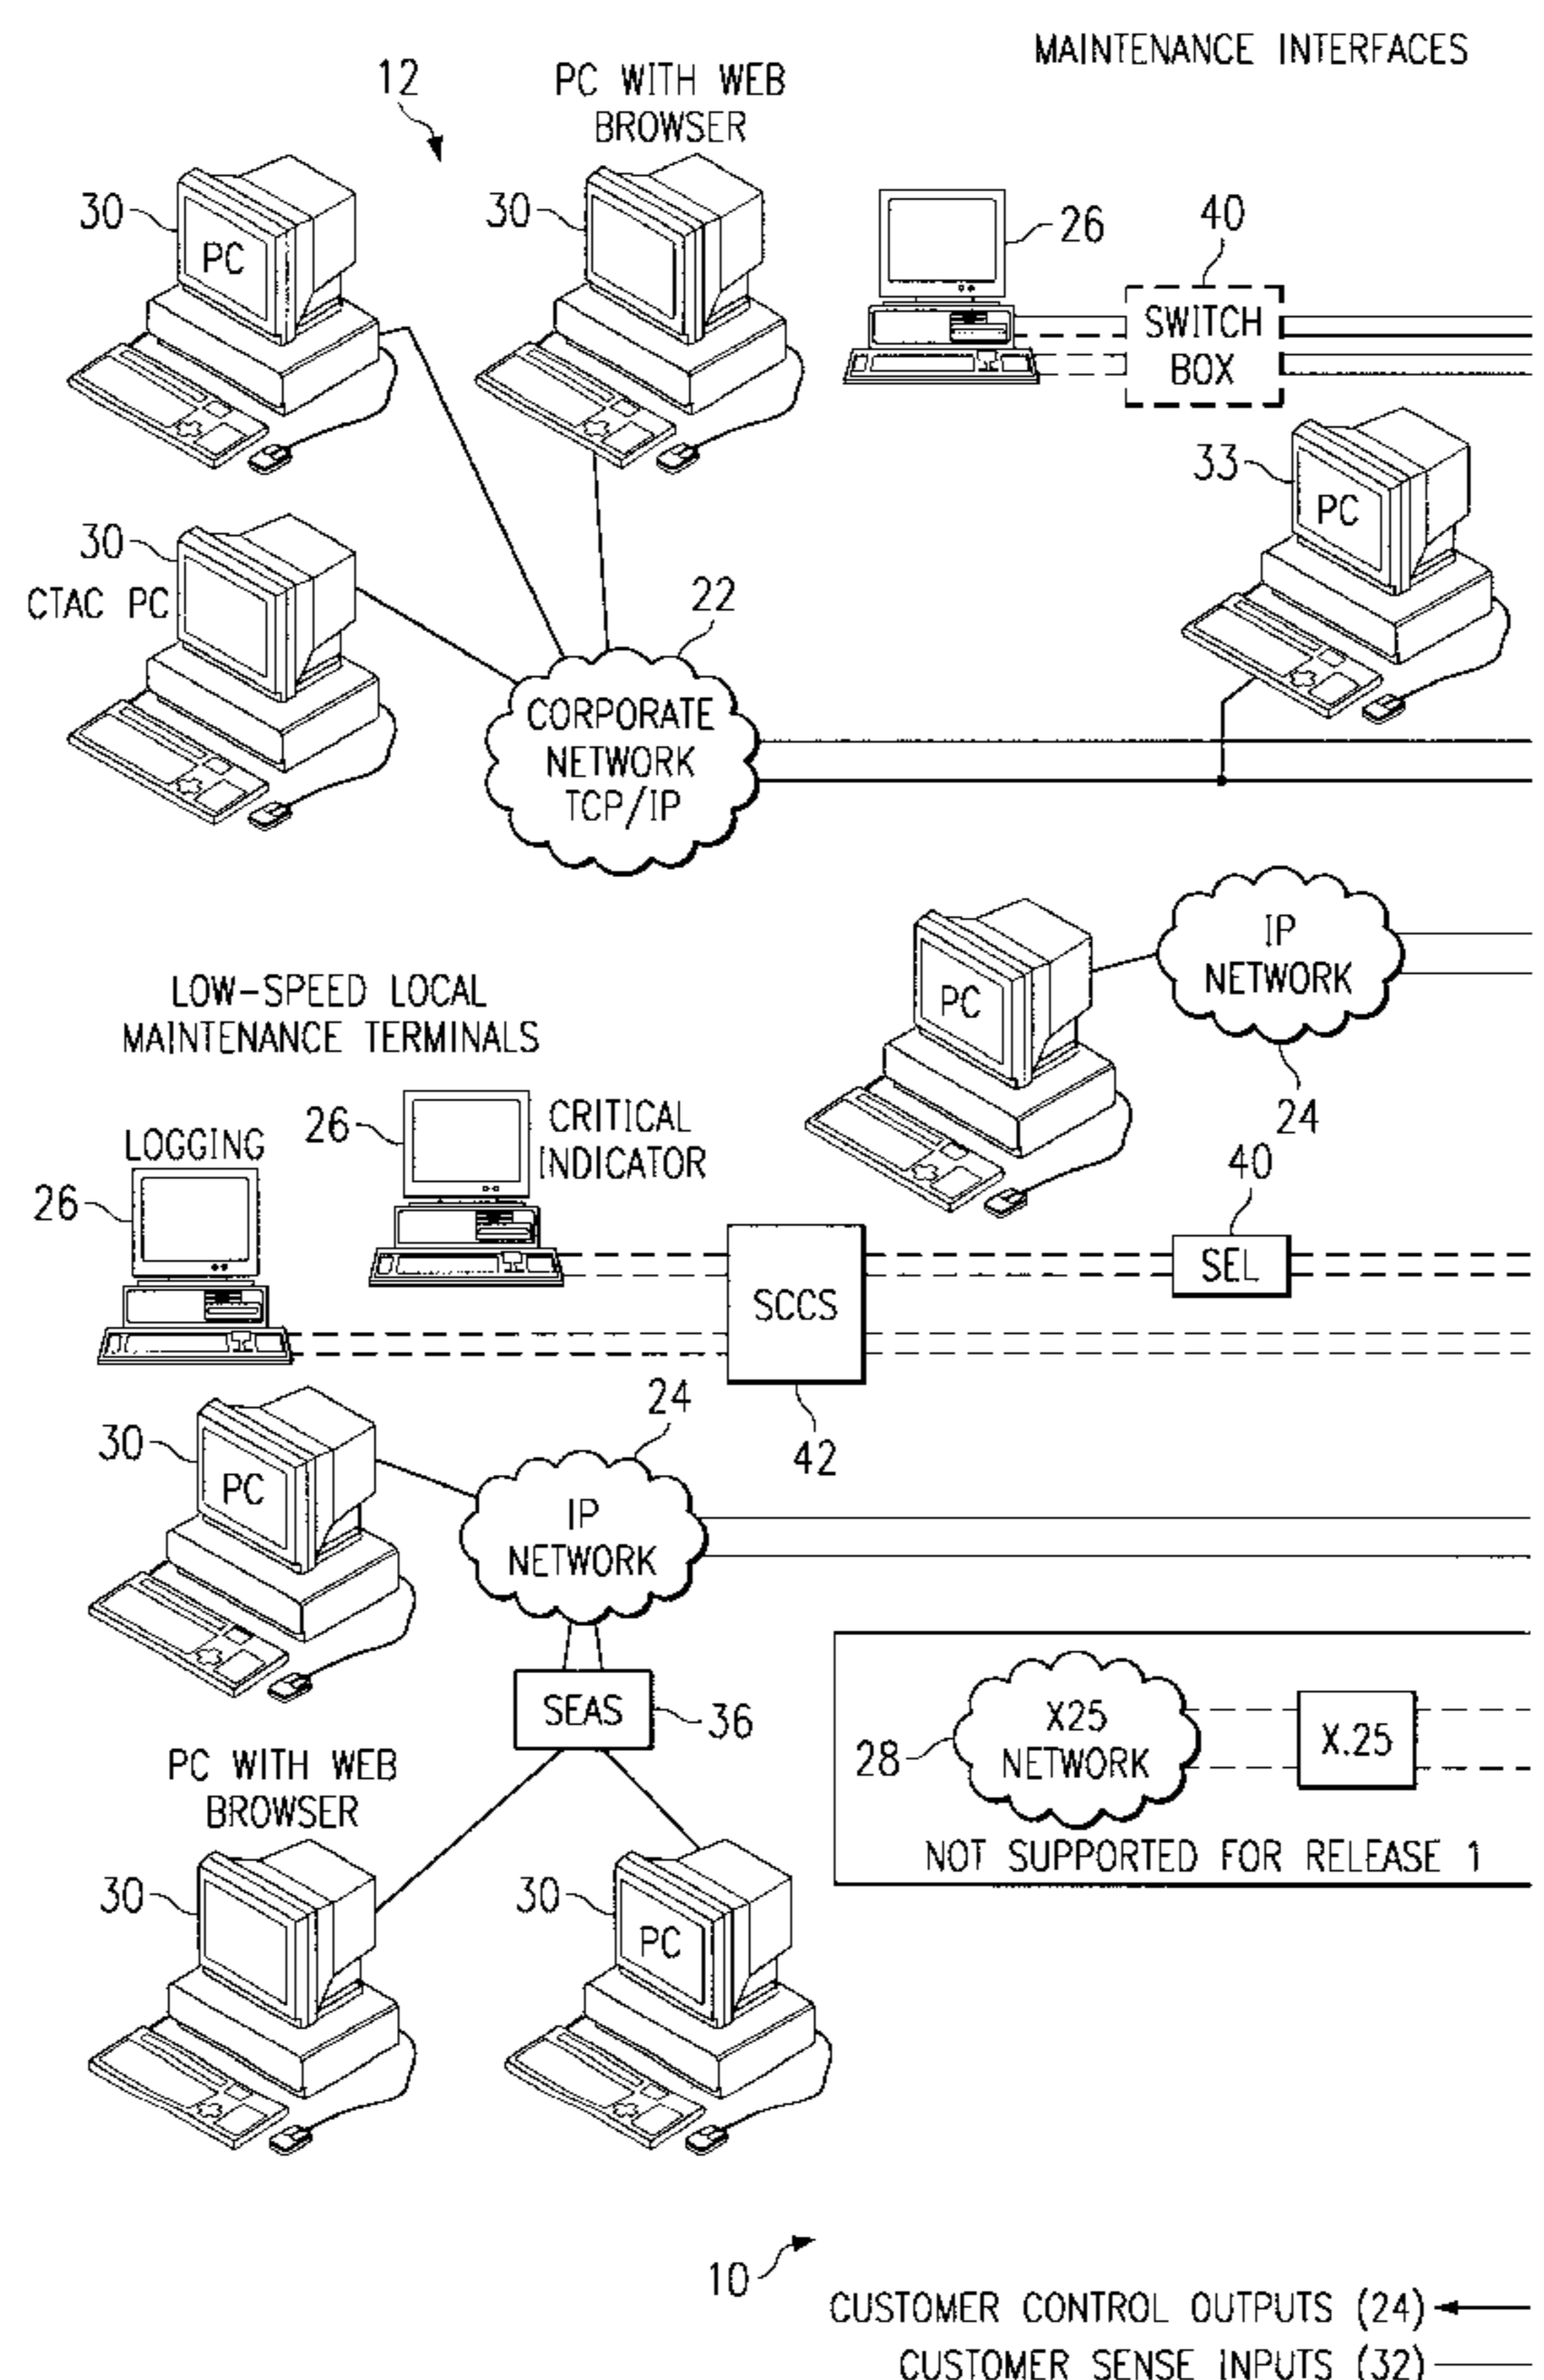 MAINTENANCE INTERFACES
12
PC WITH WEB
BROWSER
30
PC
30
26
40
SWITCH
BOX
33
PC
30
CTAC PC
22
CORPORATE
NETWORK
TCP/IP
IP
NETWORK
24
PC
LOW-SPEED LOCAL
MAINTENANCE TERMINALS
LOGGING
26
26
CRITICAL
INDICATOR
40
SEL
SCCS
42
30
PC
24
IP
NETWORK
SEAS
36
X25
NETWORK
28
X.25
NOT SUPPORTED FOR RELEASE 1
PC WITH WEB
BROWSER
30
30
PC
10
CUSTOMER CONTROL OUTPUTS (24)
CUSTOMER SENSE INPUTS (32)